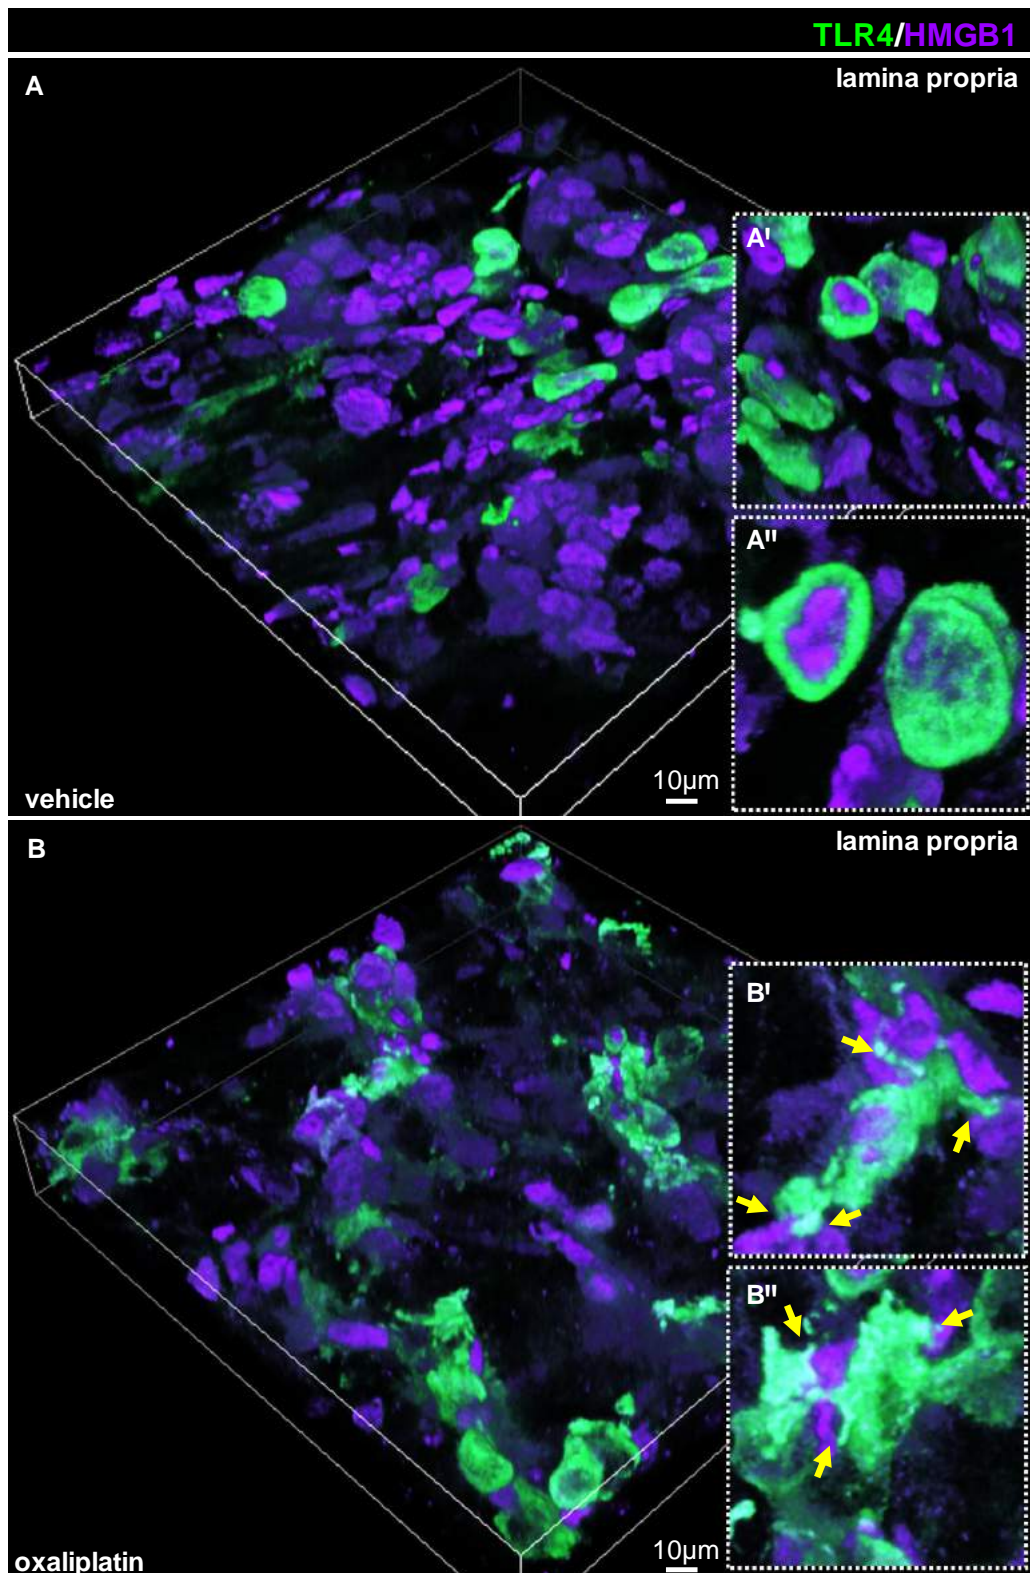 TLR4/HMGB1
A
lamina propria
A'
A"
10µm
vehicle
B
lamina propria
B'
B"
10µm
oxaliplatin